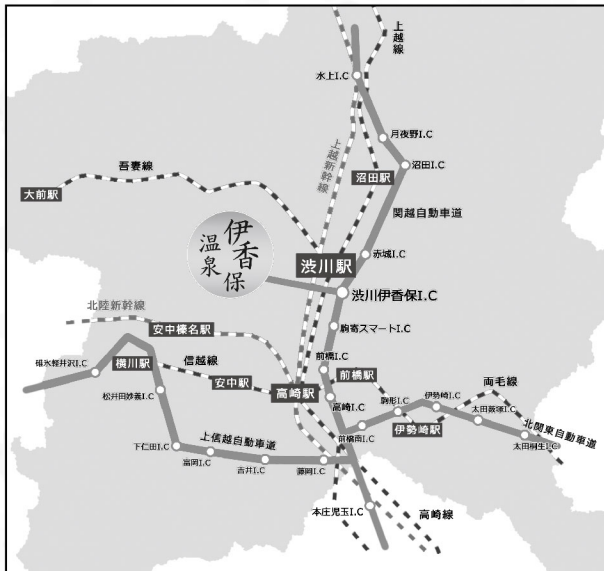 上越線
水上I.C
月夜野I.C
上越新幹線
吾妻線
沼田駅
沼田I.C
大前駅
関越自動車道
伊香保
温泉
赤城I.C
渋川駅
渋川伊香保I.C
北陸新幹線
安中榛名駅
駒寄スマートI.C
信越線
碓氷軽井沢I.C
横川駅
前橋I.C
前橋駅
安中駅
高崎駅
両毛線
松井田妙義I.C
高崎I.C
駒形I.C
伊勢崎I.C
太田藪塚I.C
前橋南I.C
伊勢崎駅
北関東自動車道
上信越自動車道
下仁田I.C
富岡I.C
吉井I.C
藤岡I.C
太田桐生I.C
本庄児玉I.C
高崎線